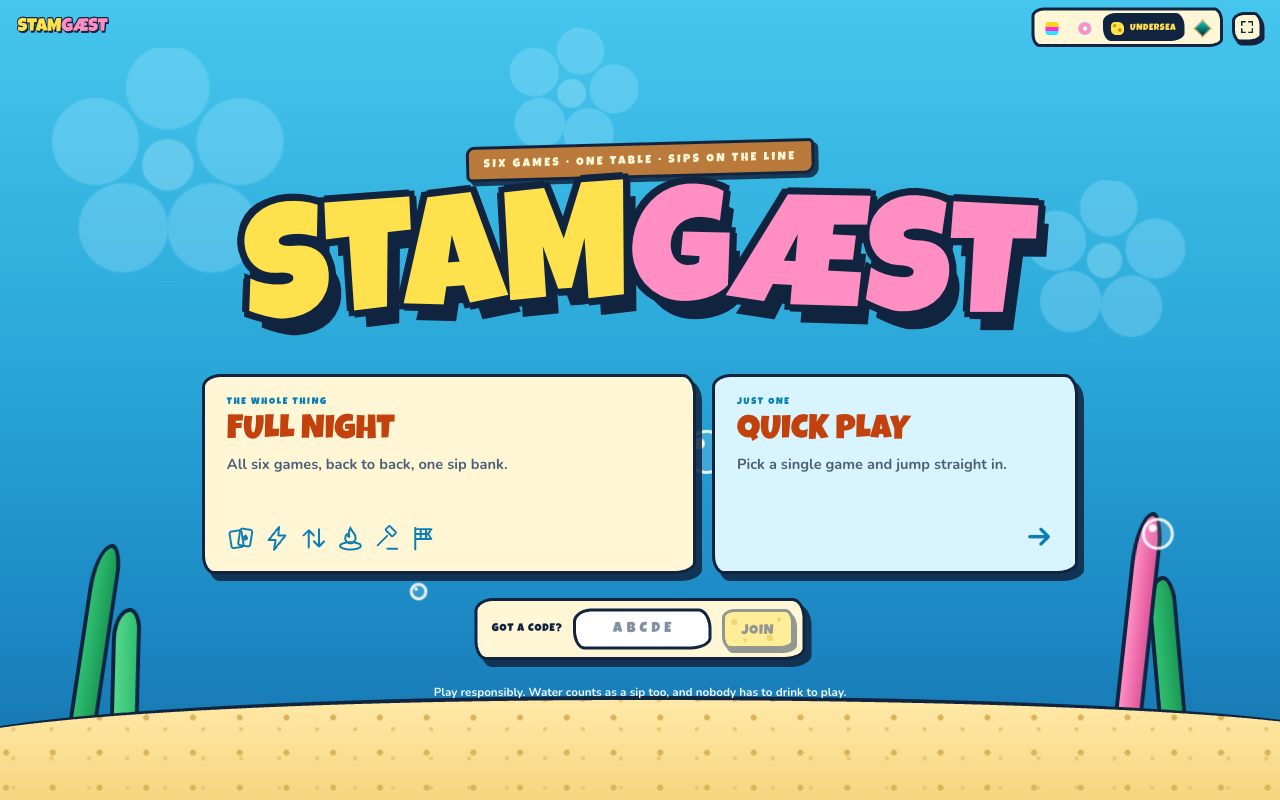 STAMGÆST
UNDERSEA
SIX GAMES · ONE TABLE · SIPS ON THE LINE
STAMGÆST
THE WHOLE THING
FULL NIGHT
All six games, back to back, one sip bank.
JUST ONE
QUICK PLAY
Pick a single game and jump straight in.
GOT A CODE?
ABCDE
JOIN
Play responsibly. Water counts as a sip too, and nobody has to drink to play.